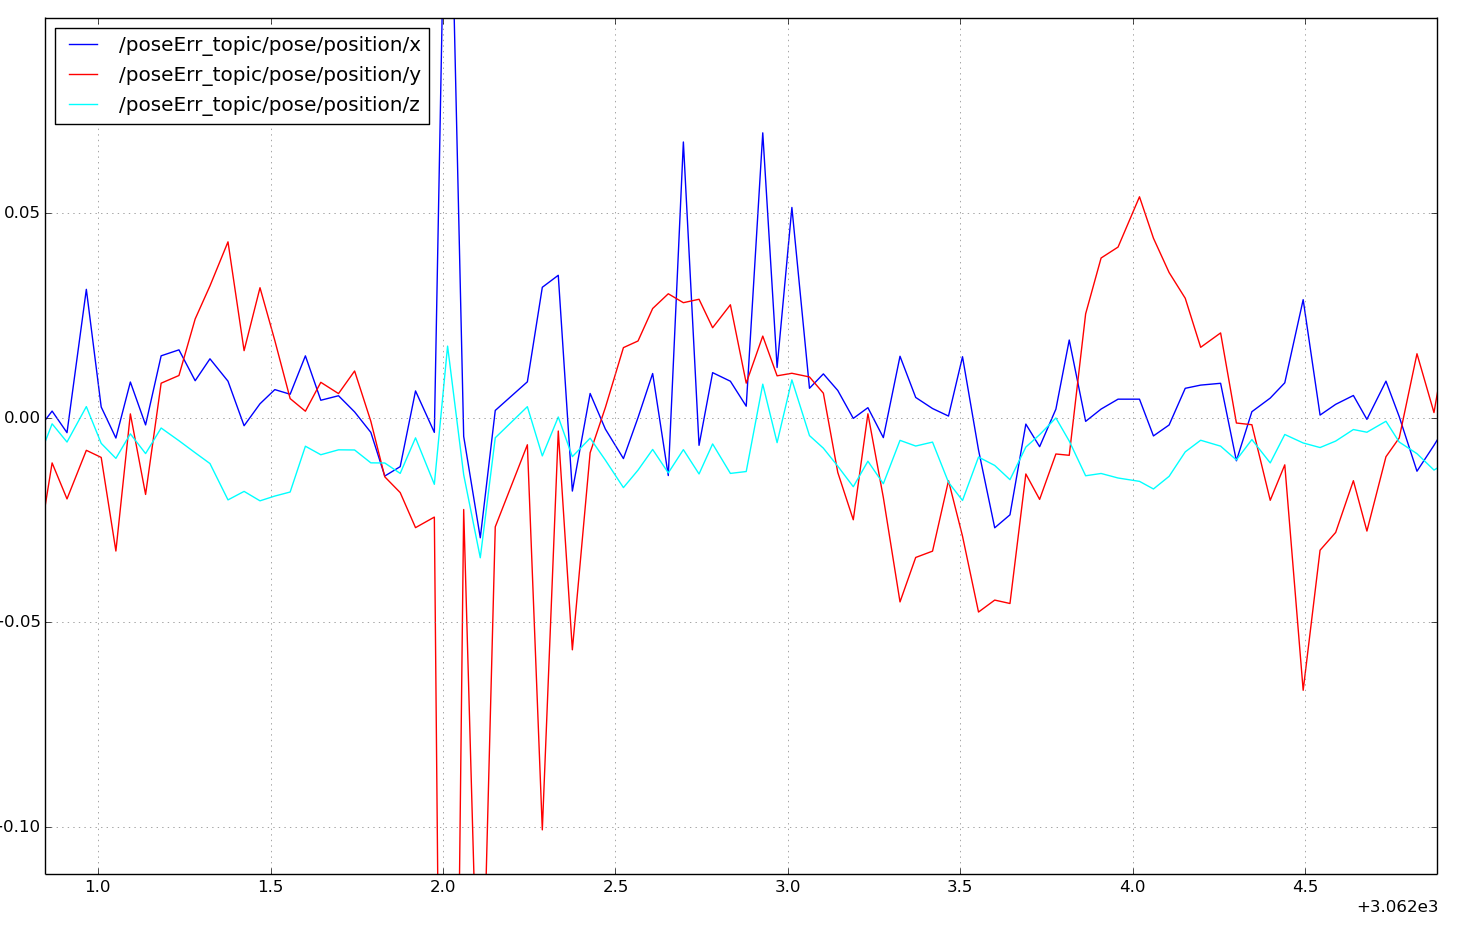 /poseErr_topic/pose/position/x
/poseErr_topic/pose/position/y
/poseErr_topic/pose/position/z
0.05
0.00
-0.05
-0.10
1.0 1.5 2.0 2.5 3.0 3.5 4.0 4.5
+3.062e3